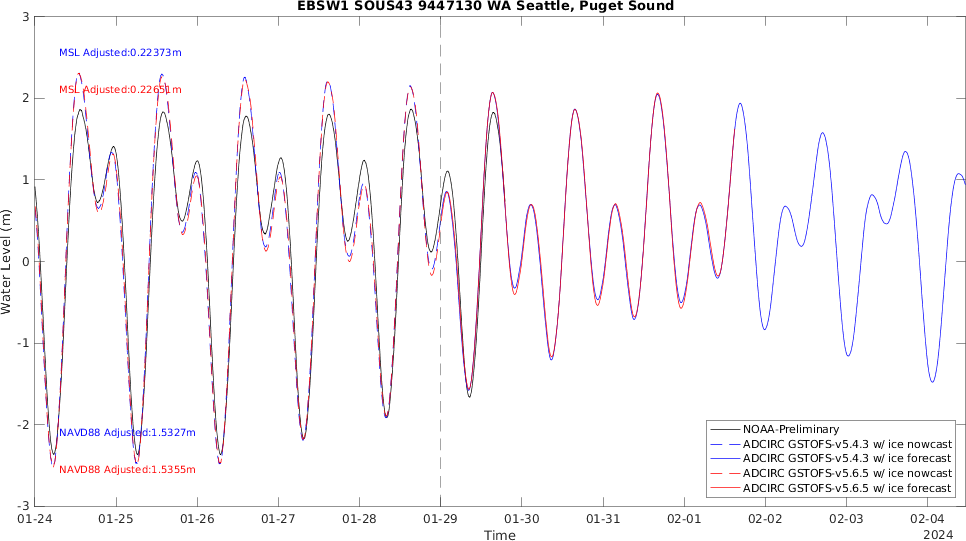 EBSW1 SOUS43 9447130 WA Seattle, Puget Sound
3
2
1
0
-1
-2
-3
Water Level (m)
MSL Adjusted:0.22373m
MSL Adjusted:0.22651m
NAVD88 Adjusted:1.5327m
NAVD88 Adjusted:1.5355m
NOAA-Preliminary
ADCIRC GSTOFS-v5.4.3 w/ ice nowcast
ADCIRC GSTOFS-v5.4.3 w/ ice forecast
ADCIRC GSTOFS-v5.6.5 w/ ice nowcast
ADCIRC GSTOFS-v5.6.5 w/ ice forecast
01-24 01-25 01-26 01-27 01-28 01-29 01-30 01-31 02-01 02-02 02-03 02-04
Time
2024